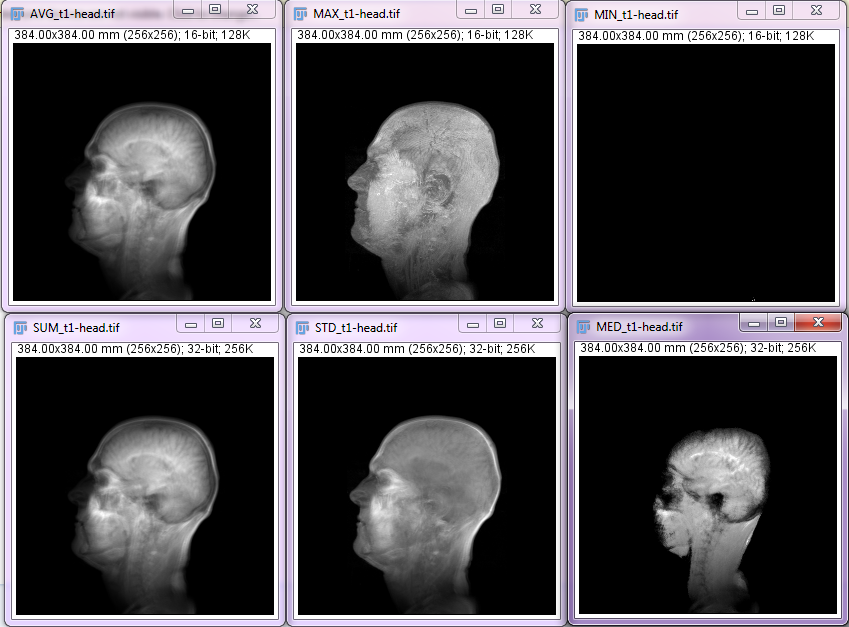 AVG_t1-head.tif
384.00x384.00 mm (256x256); 16-bit; 128K
MAX_t1-head.tif
384.00x384.00 mm (256x256); 16-bit; 128K
MIN_t1-head.tif
384.00x384.00 mm (256x256); 16-bit; 128K
SUM_t1-head.tif
384.00x384.00 mm (256x256); 32-bit; 256K
STD_t1-head.tif
384.00x384.00 mm (256x256); 32-bit; 256K
MED_t1-head.tif
384.00x384.00 mm (256x256); 32-bit; 256K